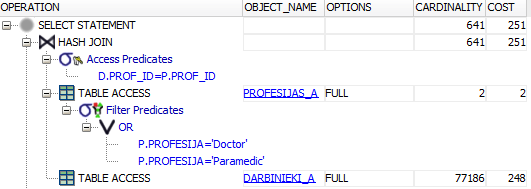 OPERATION OBJECT_NAME OPTIONS CARDINALITY COST
SELECT STATEMENT 641 251
HASH JOIN 641 251
Access Predicates
D.PROF_ID=P.PROF_ID
TABLE ACCESS PROFESIJAS_A FULL 2 2
Filter Predicates
OR
P.PROFESIJA='Doctor'
P.PROFESIJA='Paramedic'
TABLE ACCESS DARBINIEKI_A FULL 77186 248